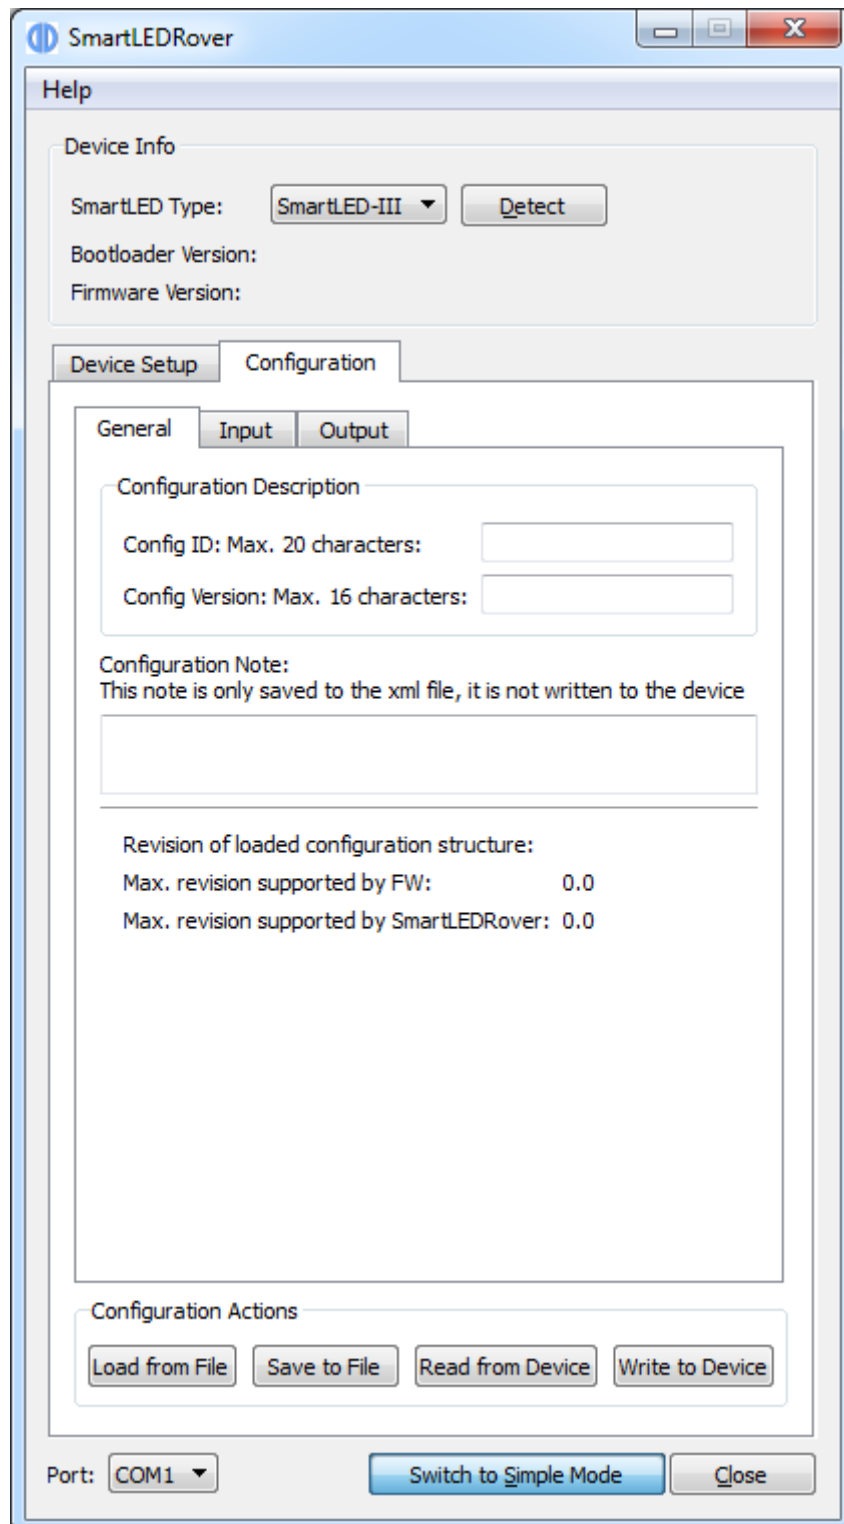 SmartLEDRover
Help
Device Info
SmartLED Type: SmartLED-III Detect
Bootloader Version:
Firmware Version:
Device Setup Configuration
General Input Output
Configuration Description
Config ID: Max. 20 characters:
Config Version: Max. 16 characters:
Configuration Note:
This note is only saved to the xml file, it is not written to the device
Revision of loaded configuration structure:
Max. revision supported by FW: 0.0
Max. revision supported by SmartLEDRover: 0.0
Configuration Actions
Load from File Save to File Read from Device Write to Device
Port: COM1 Switch to Simple Mode Close